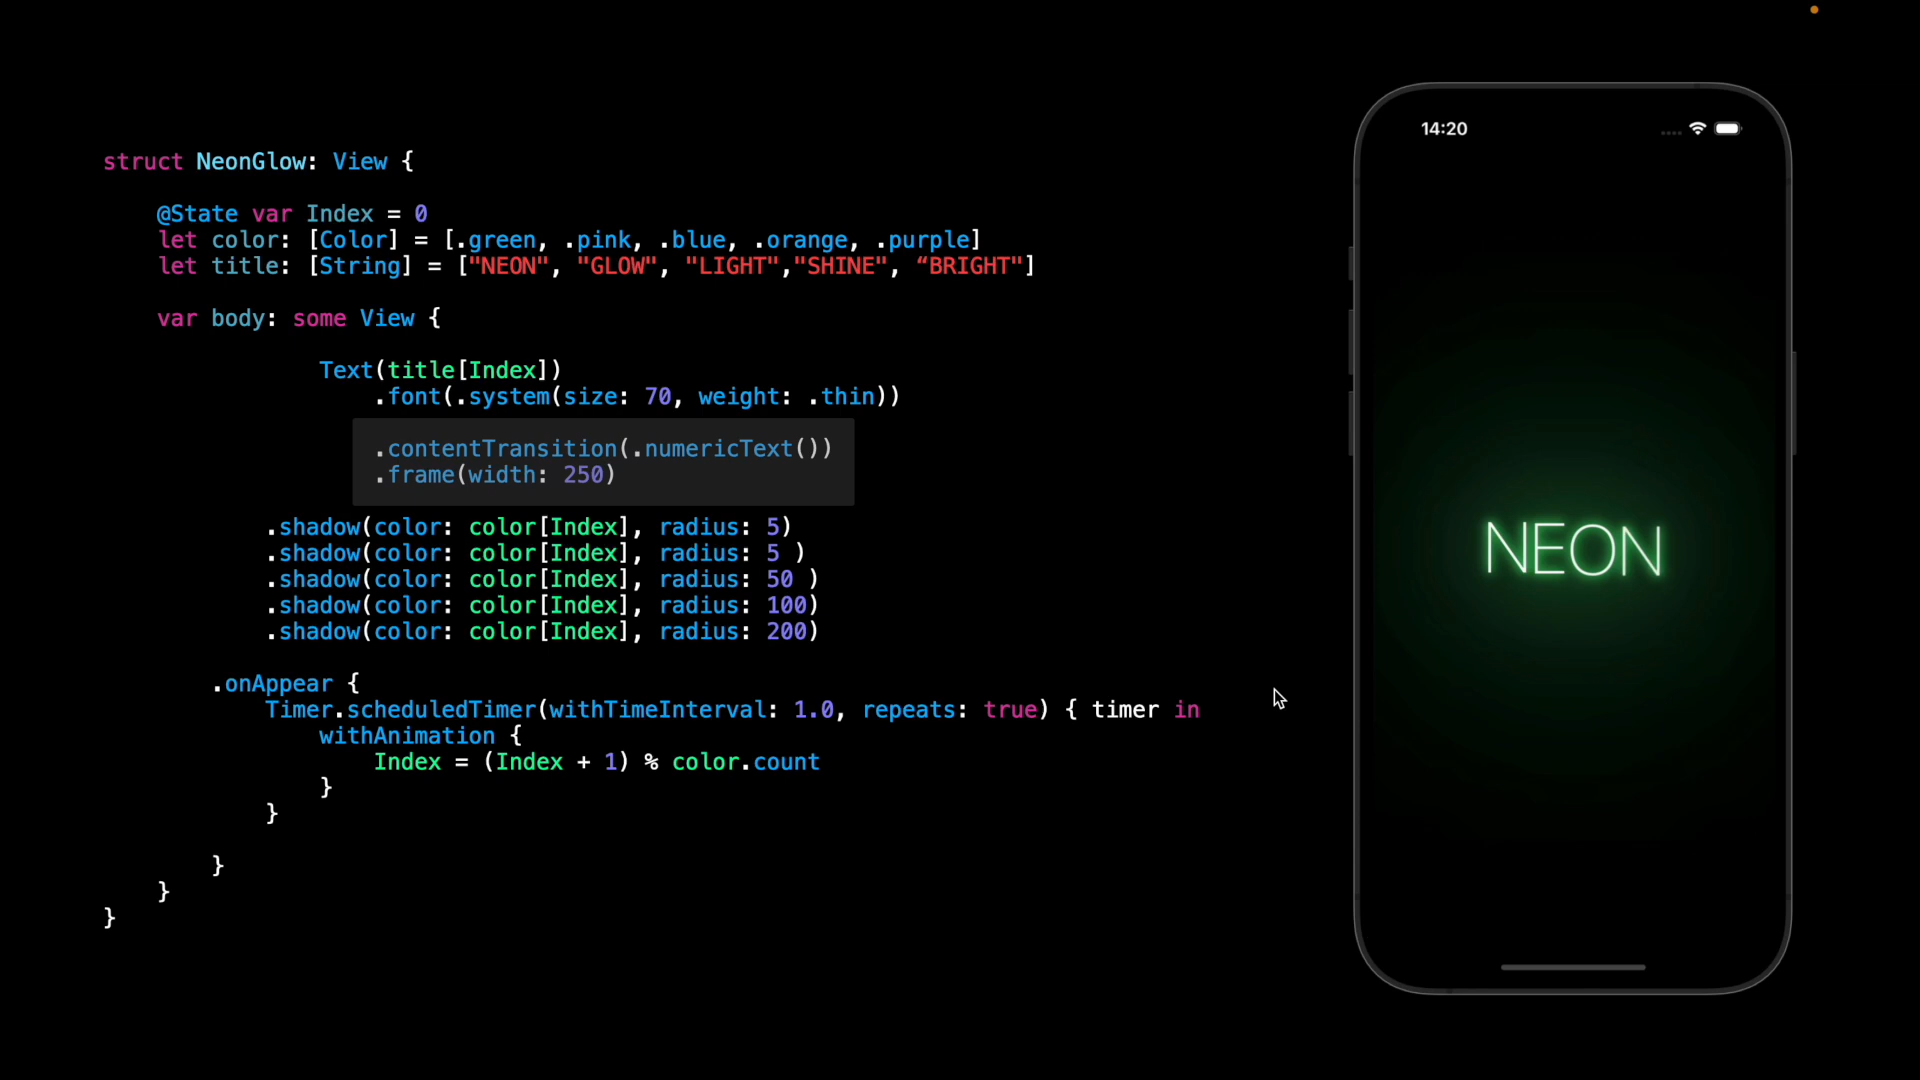 struct NeonGlow: View {
@State var Index = 0
let color: [Color] = [.green, .pink, .blue, .orange, .purple]
let title: [String] = ["NEON", "GLOW", "LIGHT","SHINE", “BRIGHT"]
var body: some View {
Text(title[Index])
.font(.system(size: 70, weight: .thin))
.contentTransition(.numericText())
.frame(width: 250)
.shadow(color: color[Index], radius: 5)
.shadow(color: color[Index], radius: 5 )
.shadow(color: color[Index], radius: 50 )
.shadow(color: color[Index], radius: 100)
.shadow(color: color[Index], radius: 200)
.onAppear {
Timer.scheduledTimer(withTimeInterval: 1.0, repeats: true) { timer in
withAnimation {
Index = (Index + 1) % color.count
}
}
}
}
}
14:20
NEON